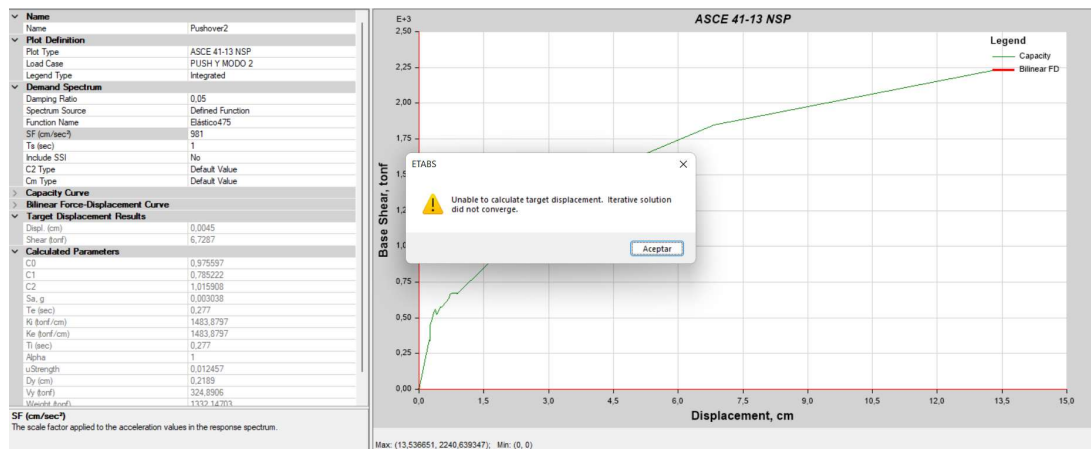 Name
Name Pushover2
Plot Definition
Plot Type ASCE 41-13 NSP
Load Case PUSH Y MODO 2
Legend Type Integrated
Demand Spectrum
Damping Ratio 0,05
Spectrum Source Defined Function
Function Name Elástico475
SF (cm/sec²) 981
Ts (sec) 1
Include SSI No
C2 Type Default Value
Cm Type Default Value
Capacity Curve
Bilinear Force-Displacement Curve
Target Displacement Results
Displ. (cm) 0,0045
Shear (tonf) 6,7287
Calculated Parameters
C0 0,975597
C1 0,785222
C2 1,015908
Sa, g 0,003038
Te (sec) 0,277
Ki (tonf/cm) 1483,8797
Ke (tonf/cm) 1483,8797
Ti (sec) 0,277
Alpha 1
uStrength 0,012457
Dy (cm) 0,2189
Vy (tonf) 324,8906
Weight (tonf) 1332,14703
SF (cm/sec²)
The scale factor applied to the acceleration values in the response spectrum.
ASCE 41-13 NSP
E+3
2,50
2,25
2,00
1,75
1,5
1,2
1,0
0,75
0,50
0,25
0,00
Base Shear, tonf
Legend
Capacity
Bilinear FD
ETABS
Unable to calculate target displacement. Iterative solution
did not converge.
Aceptar
0,0 1,5 3,0 4,5 6,0 7,5 9,0 10,5 12,0 13,5 15,0
Displacement, cm
Max: (13,536651, 2240,639347); Min: (0, 0)